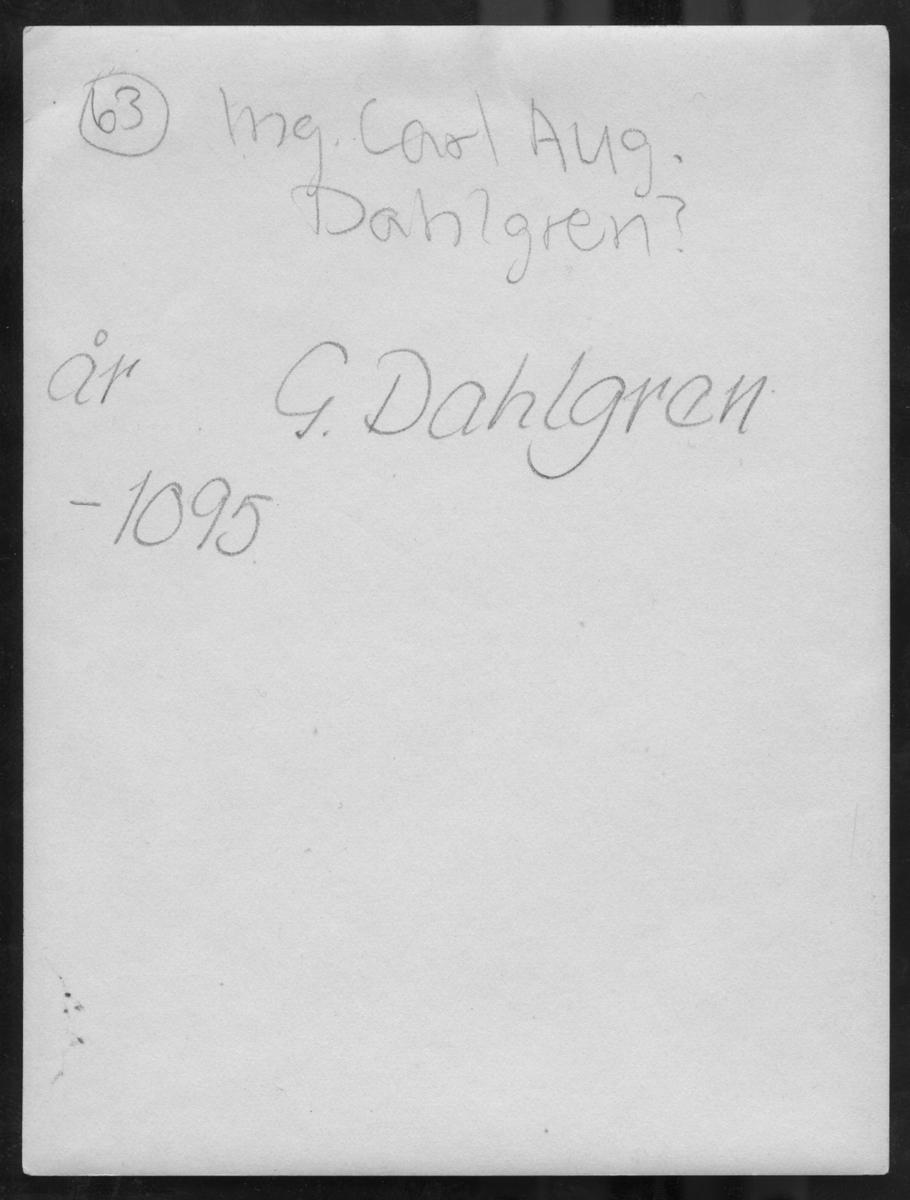 63 Ing. Carl Aug.
Dahlgren?
år G. Dahlgren
-1095